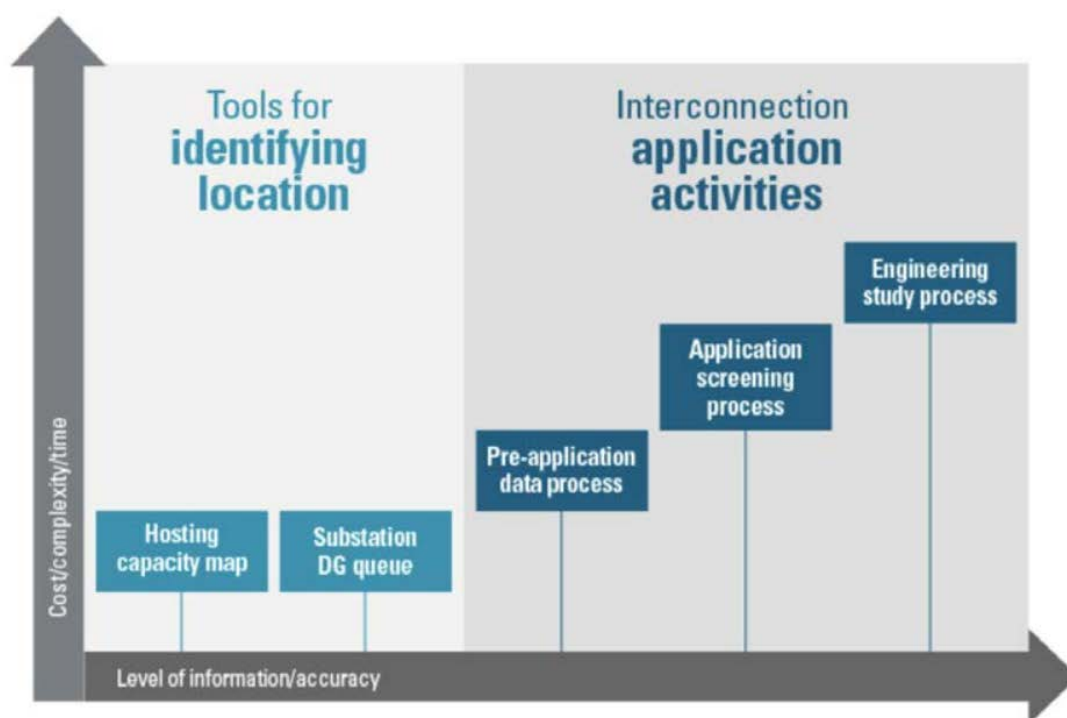 Tools for
identifying
location
Interconnection
application
activities
Engineering
study process
Application
screening
process
Pre-application
data process
Hosting
capacity map
Substation
DG queue
Cost/complexity/time
Level of information/accuracy